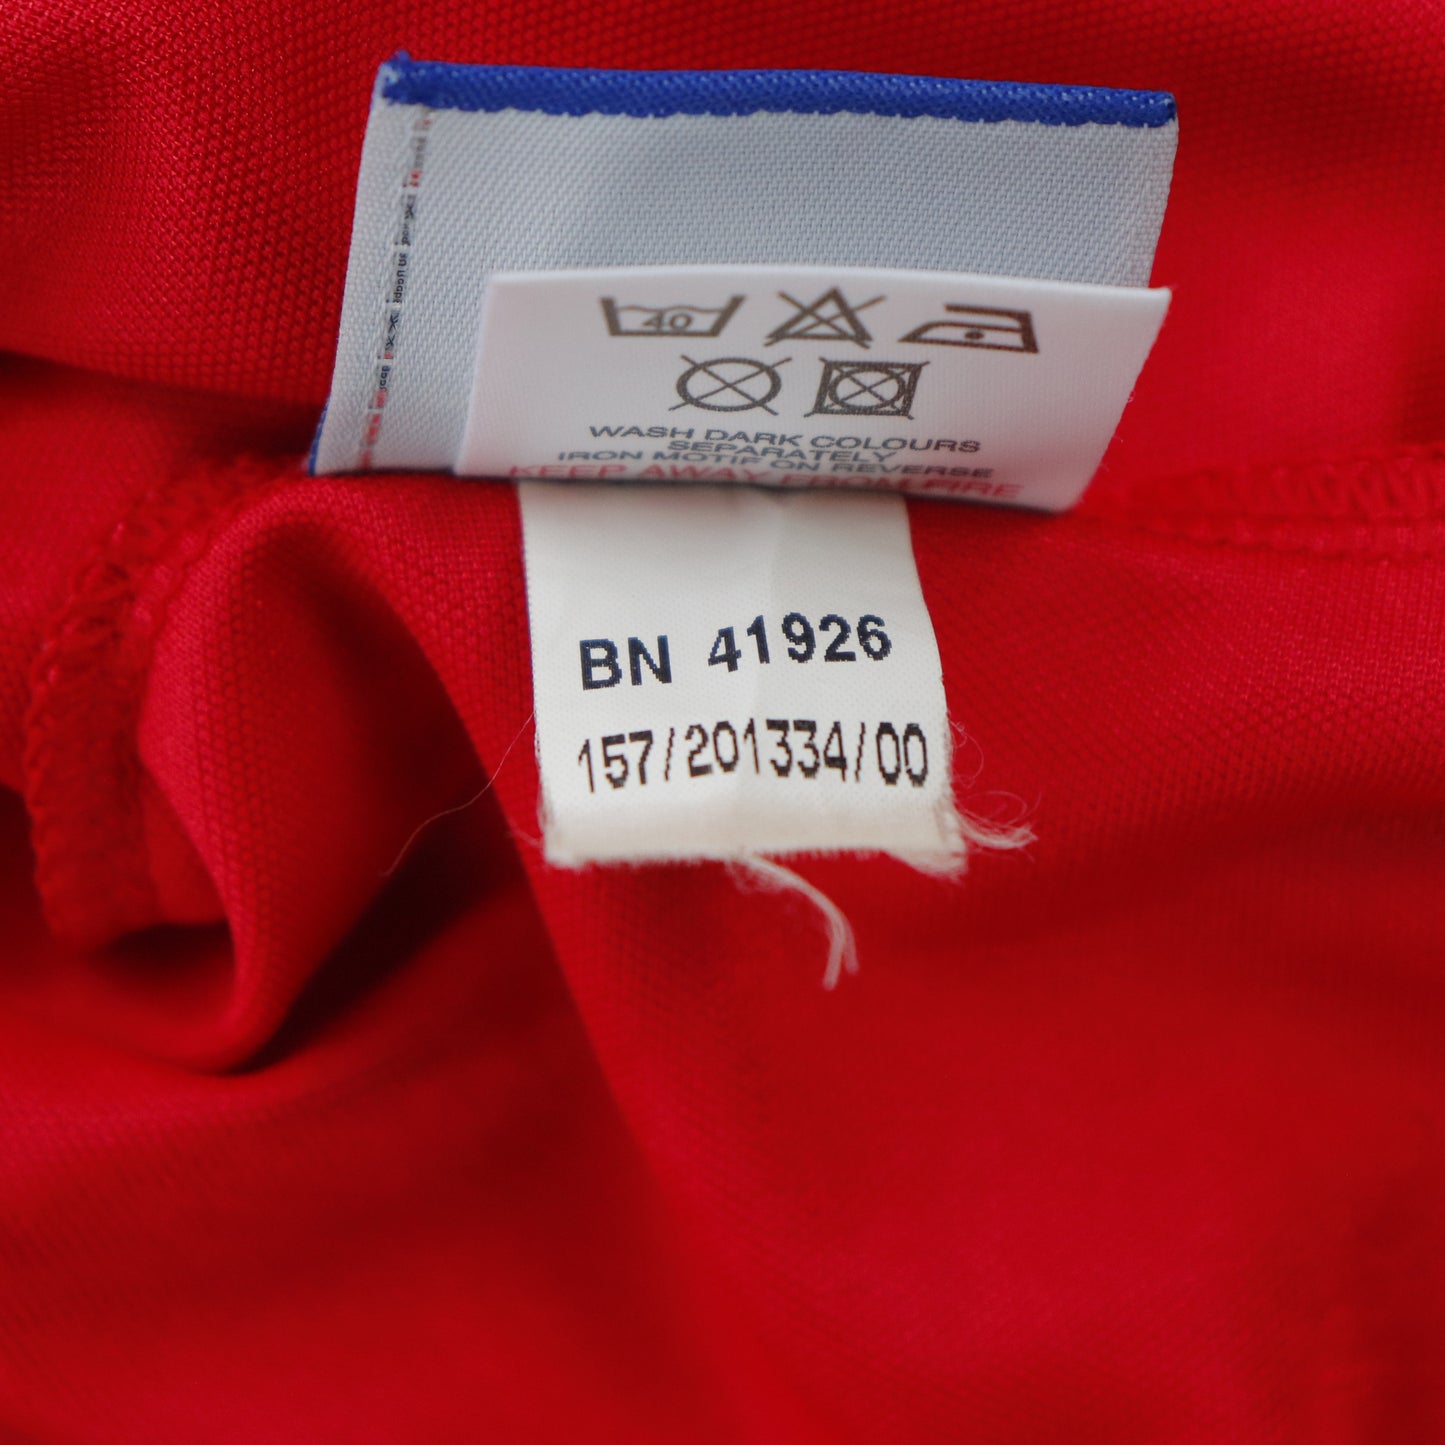 40
WASH DARK COLOURS
SEPARATELY
IRON MOTIF ON REVERSE
KEEP AWAY FROM FIRE
BN 41926
157/201334/00